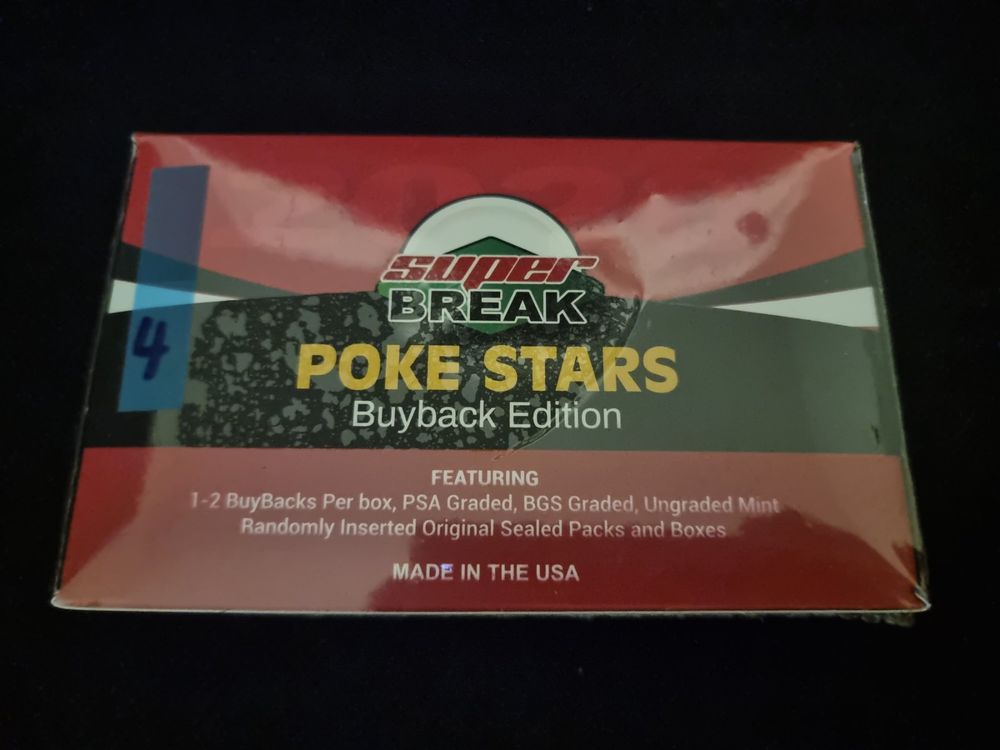 super
BREAK
POKE STARS
Buyback Edition
4
FEATURING
1-2 BuyBacks Per box, PSA Graded, BGS Graded, Ungraded Mint
Randomly Inserted Original Sealed Packs and Boxes
MADE IN THE USA